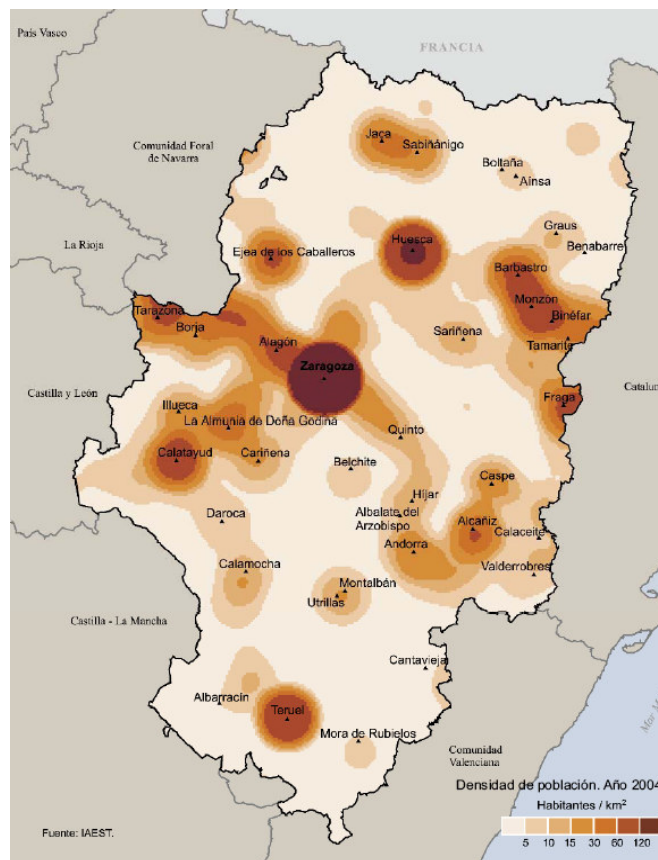 País Vasco
FRANCIA
Comunidad Foral
de Navarra
Jaca
Sabiñánigo
Boltaña
Aínsa
La Rioja
Graus
Huesca
Benabarre
Ejea de los Caballeros
Barbastro
Monzón
Tarazona
Binéfar
Borja
Sariñena
Alagón
Tamarite
Zaragoza
Castilla y León
Fraga
Illueca
La Almunia de Doña Godina
Quinto
Calatayud
Cariñena
Belchite
Caspe
Híjar
Daroca
Albalate del
Arzobispo
Alcañiz
Calaceite
Andorra
Calamocha
Valderrobres
Montalbán
Utrillas
Castilla - La Mancha
Cantavieja
Albarracín
Teruel
Mora de Rubielos
Comunidad
Valenciana
Densidad de población. Año 2004
Habitantes / km²
Fuente: IAEST.
5 10 15 30 60 120